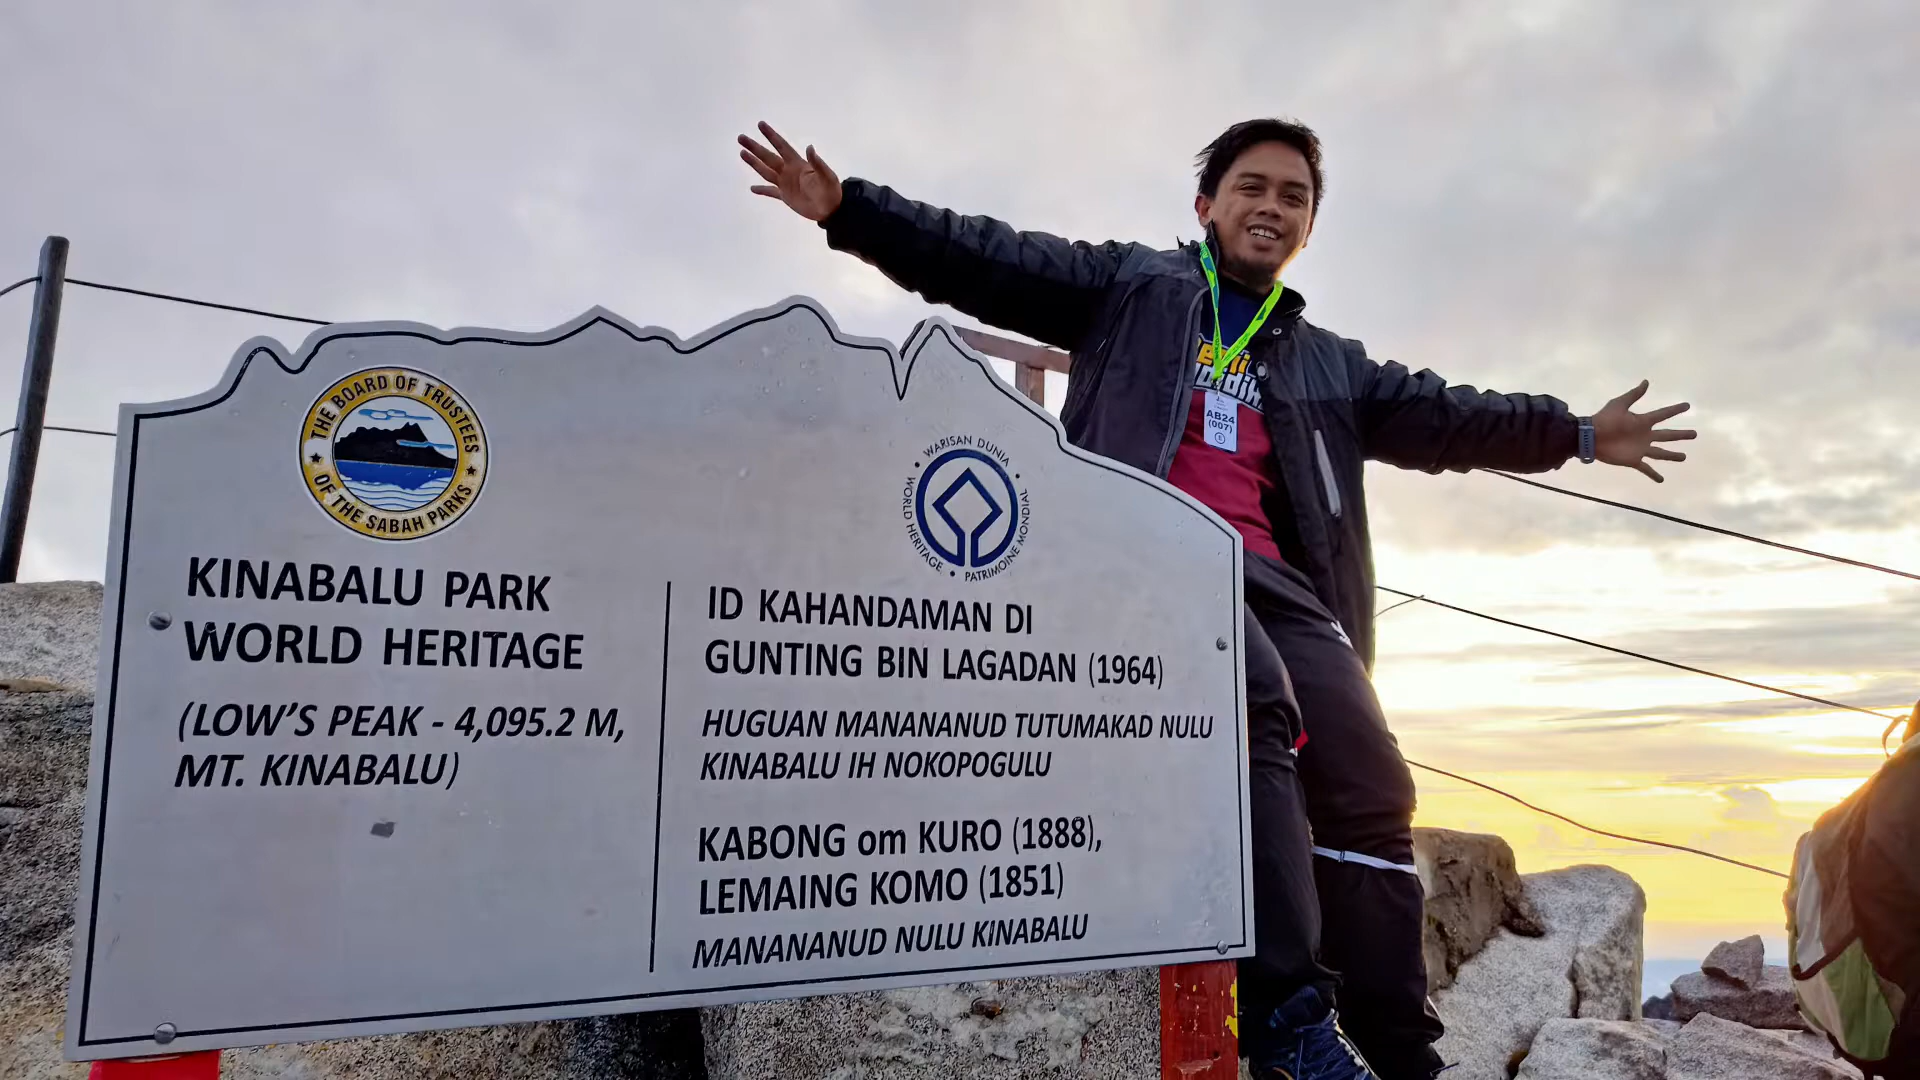 THE BOARD OF TRUSTEES
OF THE SABAH PARKS
KINABALU PARK
WORLD HERITAGE
(LOW'S PEAK - 4,095.2 M,
MT. KINABALU)
WARISAN DUNIA
WORLD HERITAGE
PATRIMOINE MONDIAL
ID KAHANDAMAN DI
GUNTING BIN LAGADAN (1964)
HUGUAN MANANANUD TUTUMAKAD NULU
KINABALU IH NOKOPOGULU
KABONG om KURO (1888),
LEMAING KOMO (1851)
MANANANUD NULU KINABALU
AB24
(007)